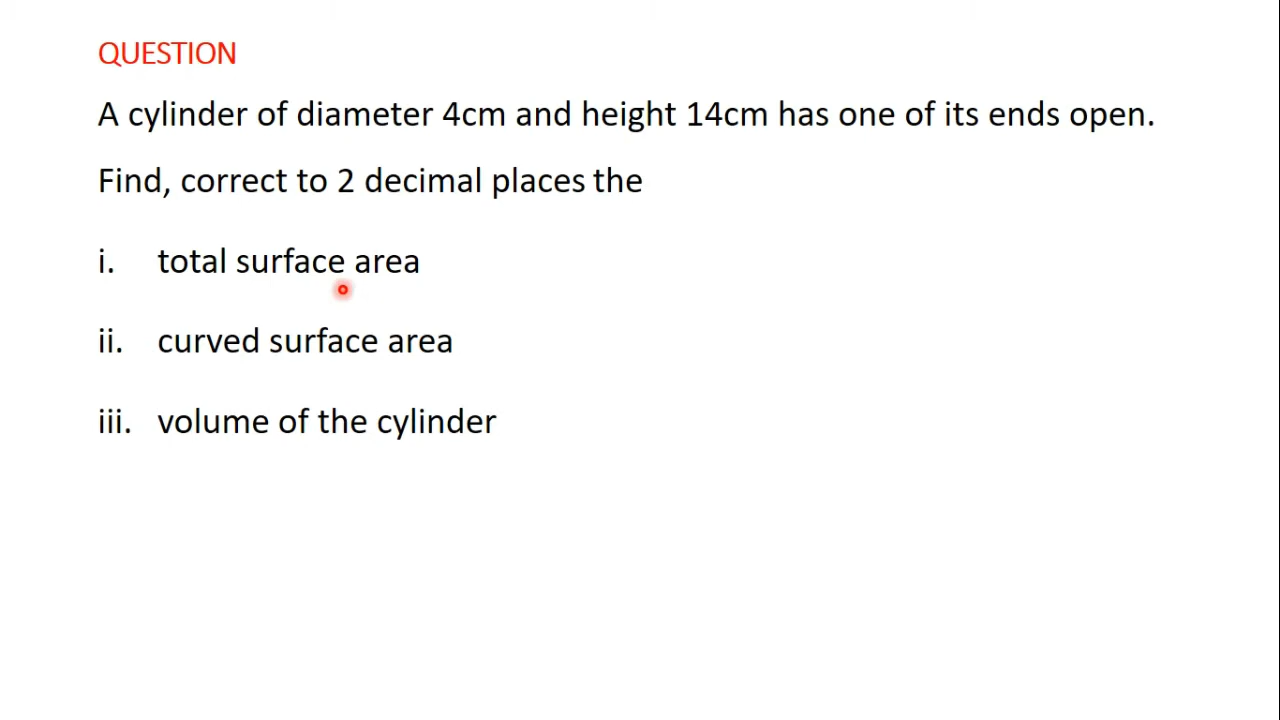 QUESTION
A cylinder of diameter 4cm and height 14cm has one of its ends open.
Find, correct to 2 decimal places the
i. total surface area
ii. curved surface area
iii. volume of the cylinder